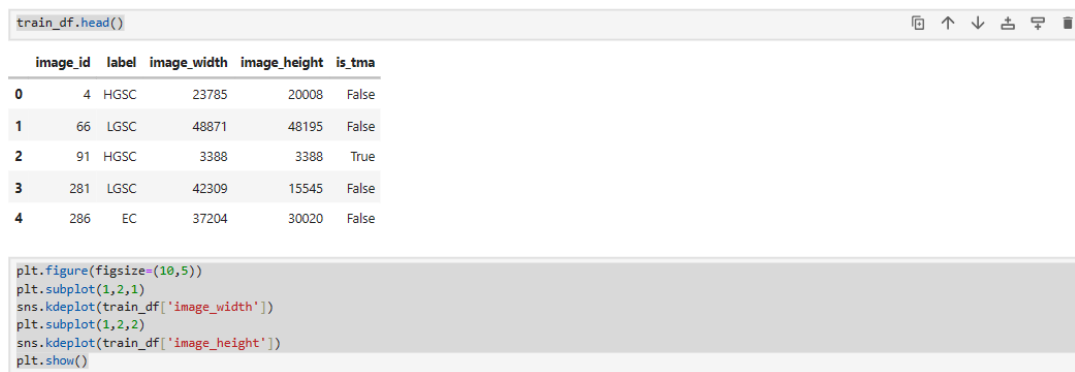 train_df.head()
image_id label image_width image_height is_tma
0 4 HGSC 23785 20008 False
1 66 LGSC 48871 48195 False
2 91 HGSC 3388 3388 True
3 281 LGSC 42309 15545 False
4 286 EC 37204 30020 False
plt.figure(figsize=(10,5))
plt.subplot(1,2,1)
sns.kdeplot(train_df['image_width'])
plt.subplot(1,2,2)
sns.kdeplot(train_df['image_height'])
plt.show()